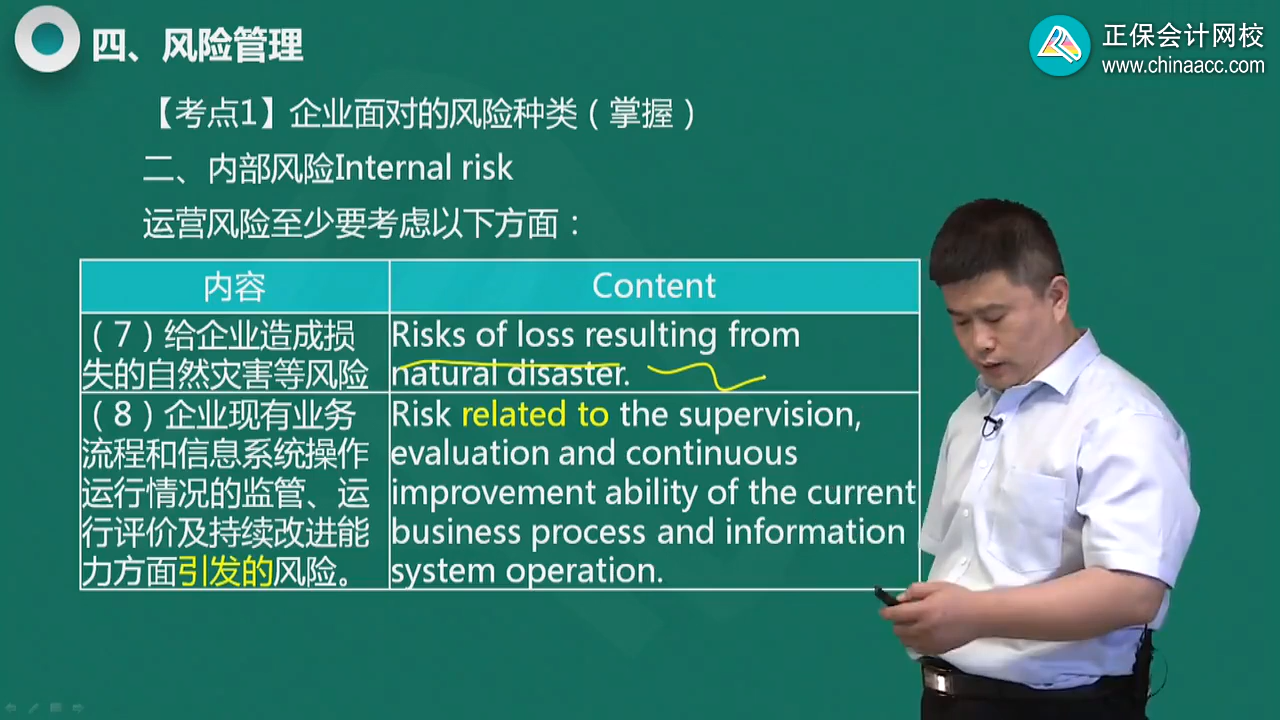 四、风险管理
正保会计网校
www.chinaacc.com
【考点1】企业面对的风险种类（掌握）
二、内部风险Internal risk
运营风险至少要考虑以下方面：
内容
Content
（7）给企业造成损
失的自然灾害等风险
Risks of loss resulting from
natural disaster.
（8）企业现有业务
流程和信息系统操作
运行情况的监管、运
行评价及持续改进能
力方面引发的风险。
Risk related to the supervision,
evaluation and continuous
improvement ability of the current
business process and information
system operation.